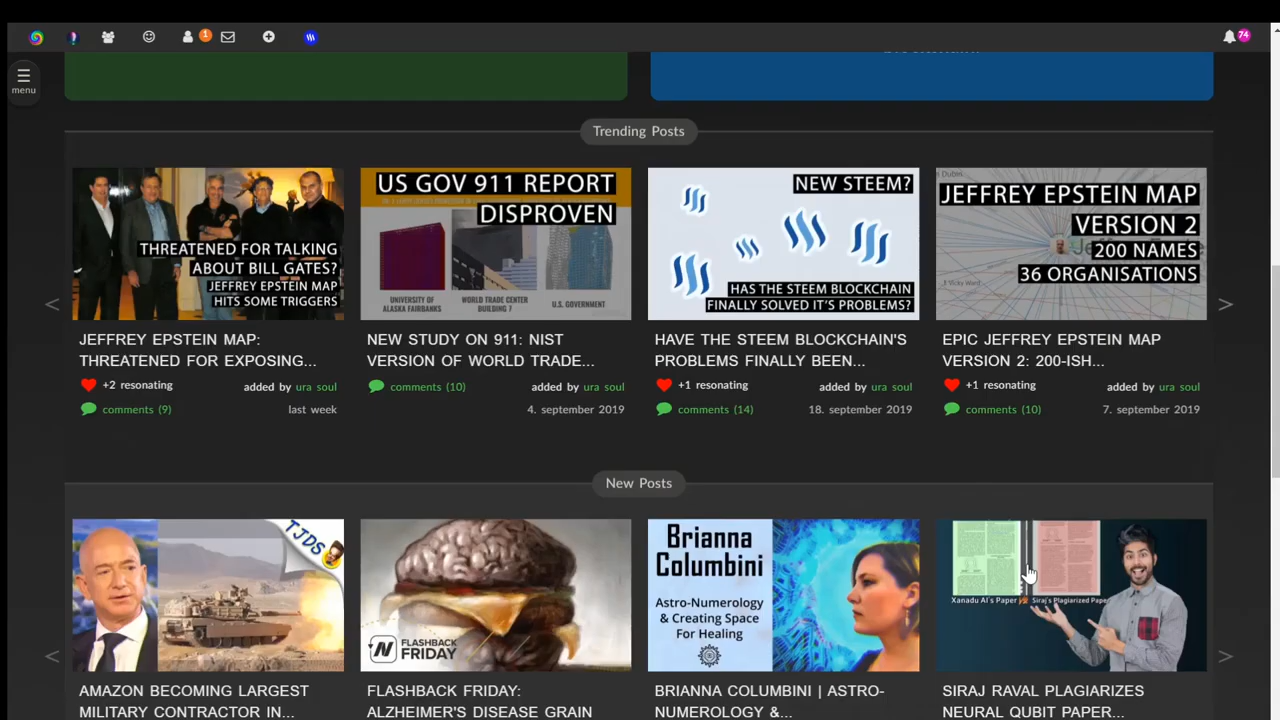 1
74
menu
Trending Posts
THREATENED FOR TALKING
ABOUT BILL GATES?
JEFFREY EPSTEIN MAP
HITS SOME TRIGGERS
JEFFREY EPSTEIN MAP:
THREATENED FOR EXPOSING...
+2 resonating
added by ura soul
comments (9)
last week
US GOV 911 REPORT
DISPROVEN
UNIVERSITY OF
ALASKA FAIRBANKS
WORLD TRADE CENTER
BUILDING 7
U.S. GOVERNMENT
NEW STUDY ON 911: NIST
VERSION OF WORLD TRADE...
comments (10)
added by ura soul
4. september 2019
NEW STEEM?
HAS THE STEEM BLOCKCHAIN
FINALLY SOLVED IT'S PROBLEMS?
HAVE THE STEEM BLOCKCHAIN'S
PROBLEMS FINALLY BEEN...
+1 resonating
added by ura soul
comments (14)
18. september 2019
JEFFREY EPSTEIN MAP
VERSION 2
200 NAMES
36 ORGANISATIONS
EPIC JEFFREY EPSTEIN MAP
VERSION 2: 200-ISH...
+1 resonating
added by ura soul
comments (10)
7. september 2019
<
>
New Posts
TJDS
AMAZON BECOMING LARGEST
MILITARY CONTRACTOR IN...
FLASHBACK
FRIDAY
FLASHBACK FRIDAY:
ALZHEIMER'S DISEASE GRAIN
Brianna
Columbini
Astro-Numerology
& Creating Space
For Healing
BRIANNA COLUMBINI | ASTRO-
NUMEROLOGY &...
Xanadu AI's Paper VS Siraj's Plagiarized Paper
SIRAJ RAVAL PLAGIARIZES
NEURAL QUBIT PAPER...
<
>